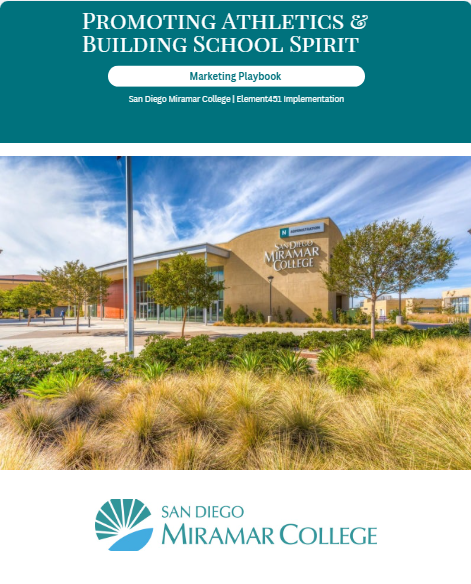 PROMOTING ATHLETICS &
BUILDING SCHOOL SPIRIT
Marketing Playbook
San Diego Miramar College | Element451 Implementation
SAN DIEGO
MIRAMAR
COLLEGE
SAN DIEGO
MIRAMAR COLLEGE